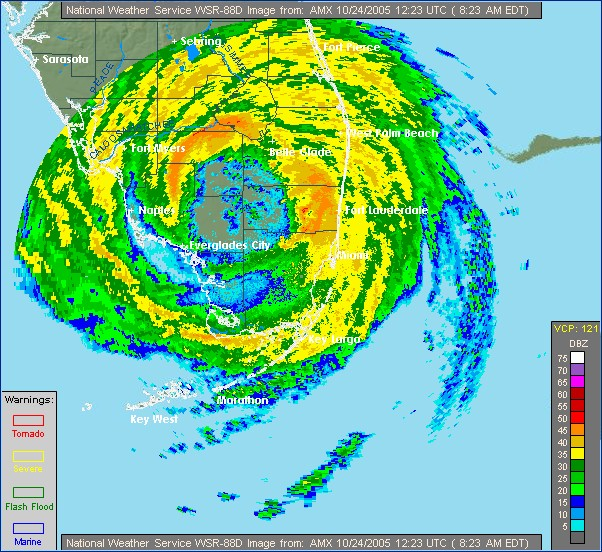 National Weather Service WSR-88D Image from: AMX 10/24/2005 12:23 UTC ( 8:23 AM EDT)
Sebring
Fort Pierce
Sarasota
Fort Myers
West Palm Beach
Belle Glade
Naples
Fort Lauderdale
Everglades City
Miami
Key Largo
Marathon
Key West
VCP: 121
DBZ
75
70
65
60
55
50
45
40
35
30
25
20
15
10
5
Warnings:
Tornado
Severe
Flash Flood
Marine
National Weather Service WSR-88D Image from: AMX 10/24/2005 12:23 UTC ( 8:23 AM EDT)